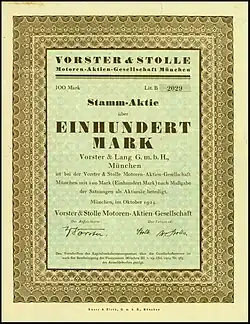 VORSTER & STOLLE
Motoren-Aktien-Gesellschaft München
100 Mark Lit. B 2029
Stamm-Aktie
über
EINHUNDERT
MARK
Vorster & Lang G. m. b. H.,
München
ist bei der Vorster & Stolle Motoren-Aktien-Gesellschaft
München mit 100 Mark (Einhundert Mark) nach Maßgabe
der Satzungen als Aktionär beteiligt.
München, im Oktober
Vorster & Stolle Motoren-Aktien-Gesellschaft
Der Aufsichtsrat: Der Vorstand:
Vorster